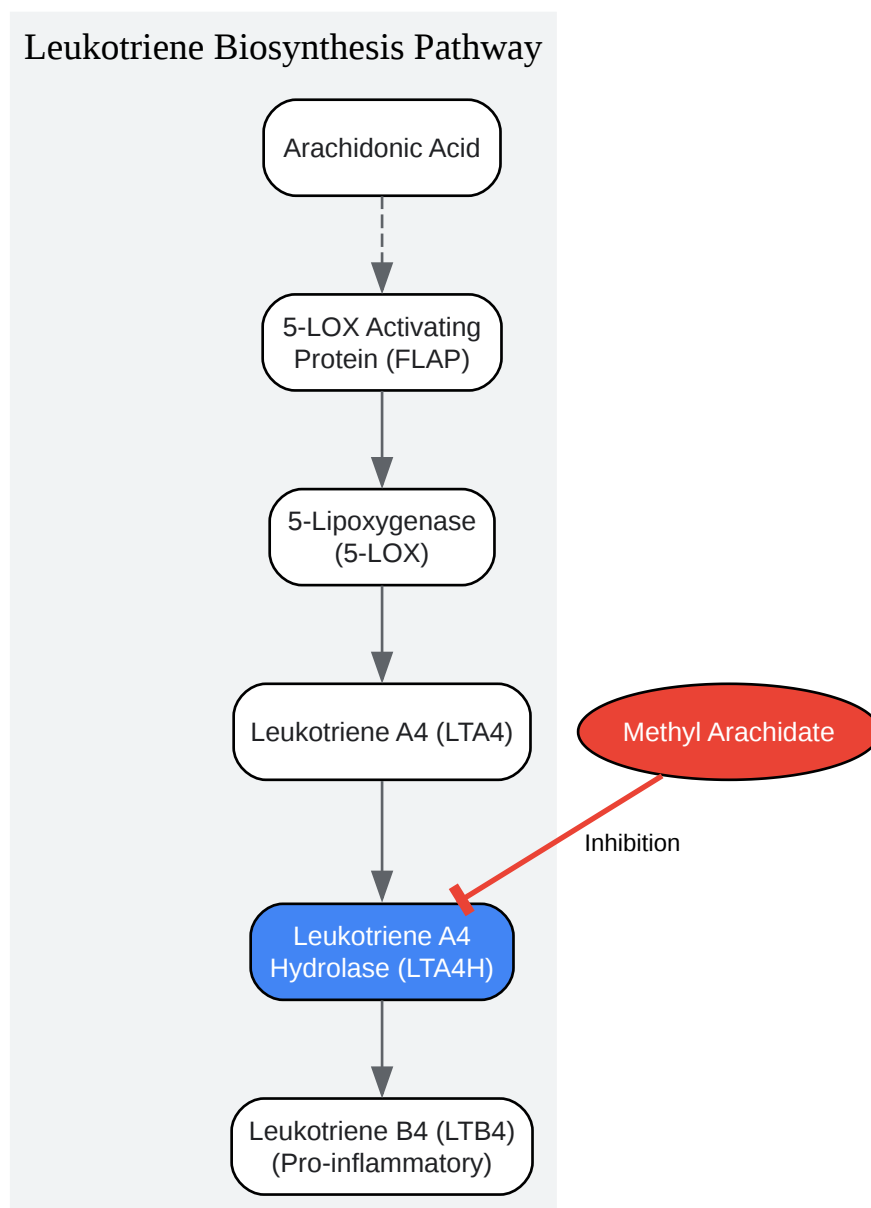 Leukotriene Biosynthesis Pathway
Arachidonic Acid
5-LOX Activating
Protein (FLAP)
5-Lipoxygenase
(5-LOX)
Leukotriene A4 (LTA4)
Methyl Arachidate
Inhibition
Leukotriene A4
Hydrolase (LTA4H)
Leukotriene B4 (LTB4)
(Pro-inflammatory)